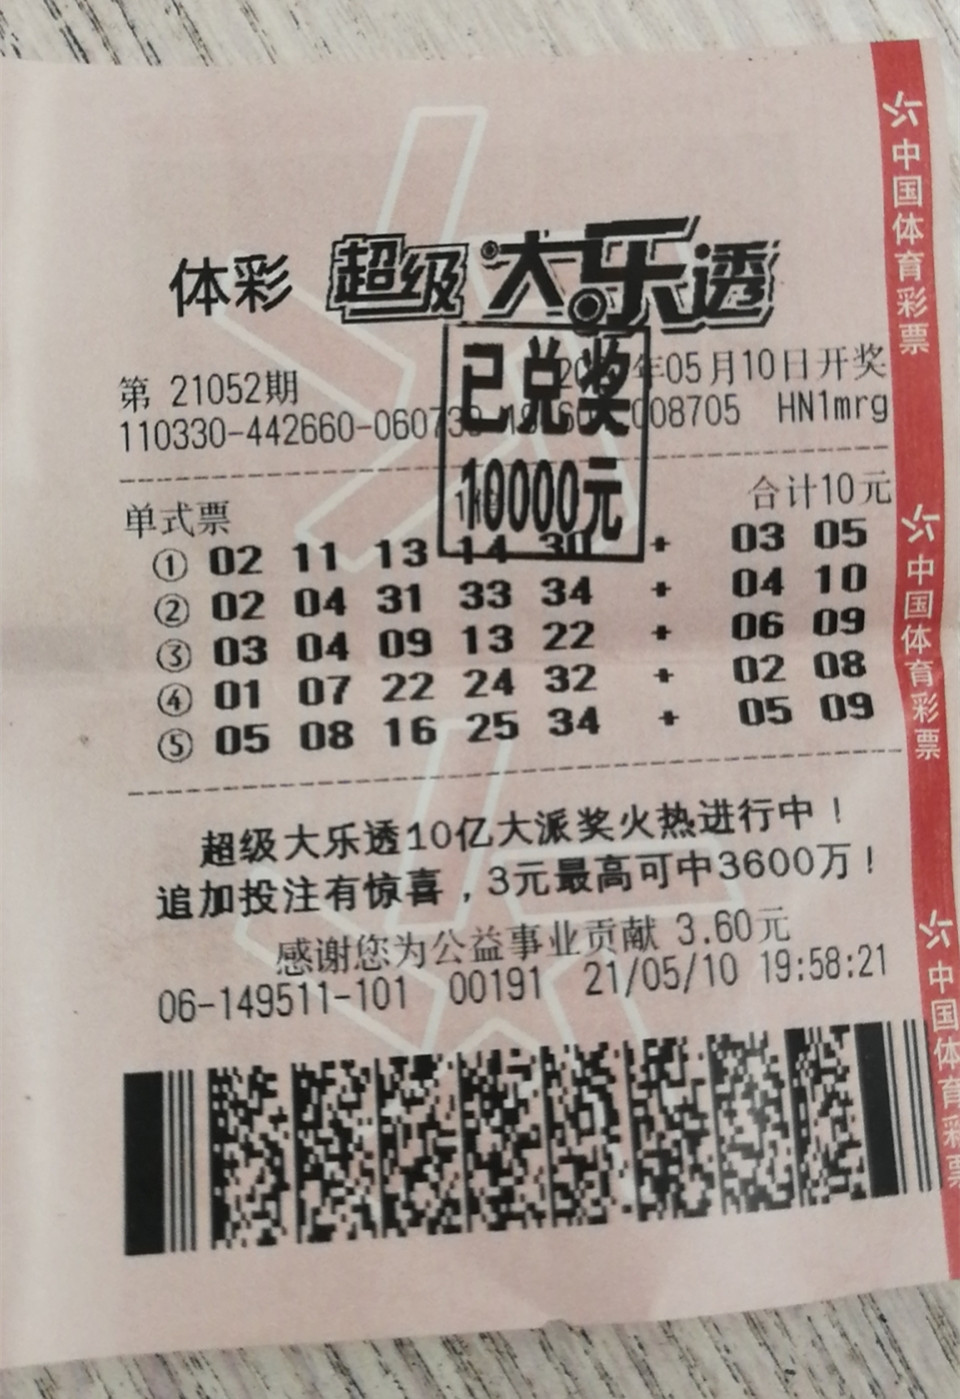 体彩 超级大乐透
已兑奖
10000元
第 21052期 年05月10日开奖
110330-442660-060739 008705 HN1mrg
单式票 合计10元
① 02 11 13 14 30 + 03 05
② 02 04 31 33 34 + 04 10
③ 03 04 09 13 22 + 06 09
④ 01 07 22 24 32 + 02 08
⑤ 05 08 16 25 34 + 05 09
超级大乐透10亿大派奖火热进行中！
追加投注有惊喜，3元最高可中3600万！
感谢您为公益事业贡献 3.60元
06-149511-101 00191 21/05/10 19:58:21
中国体育彩票
中国体育彩票
中国体育彩票